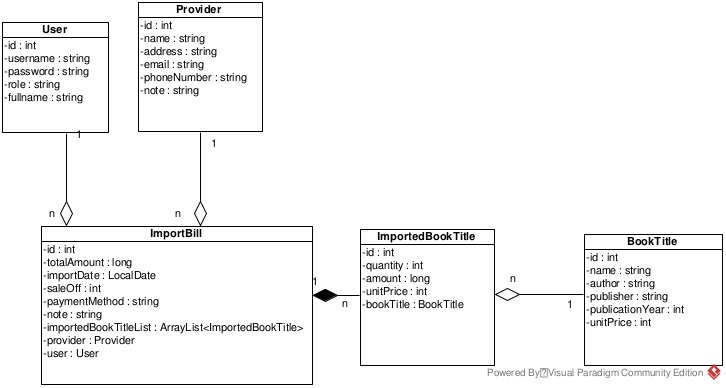 User
-id : int
-username : string
-password : string
-role : string
-fullname : string
Provider
-id : int
-name : string
-address : string
-email : string
-phoneNumber : string
-note : string
1
1
n
n
ImportBill
-id : int
-totalAmount : long
-importDate : LocalDate
-saleOff : int
-paymentMethod : string
-note : string
-importedBookTitleList : ArrayList<ImportedBookTitle>
-provider : Provider
-user : User
1
n
ImportedBookTitle
-id : int
-quantity : int
-amount : long
-unitPrice : int
-bookTitle : BookTitle
n
1
BookTitle
-id : int
-name : string
-author : string
-publisher : string
-publicationYear : int
-unitPrice : int
Powered By Visual Paradigm Community Edition